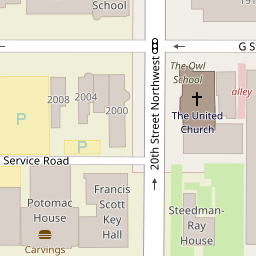 School
191
G S
The Owl
School
alley
2008
2004
2000
20th Street Northwest
P
The United
Church
P
Service Road
Potomac
House
Francis
Scott
Key
Hall
Steedman-
Ray
House
Carvings